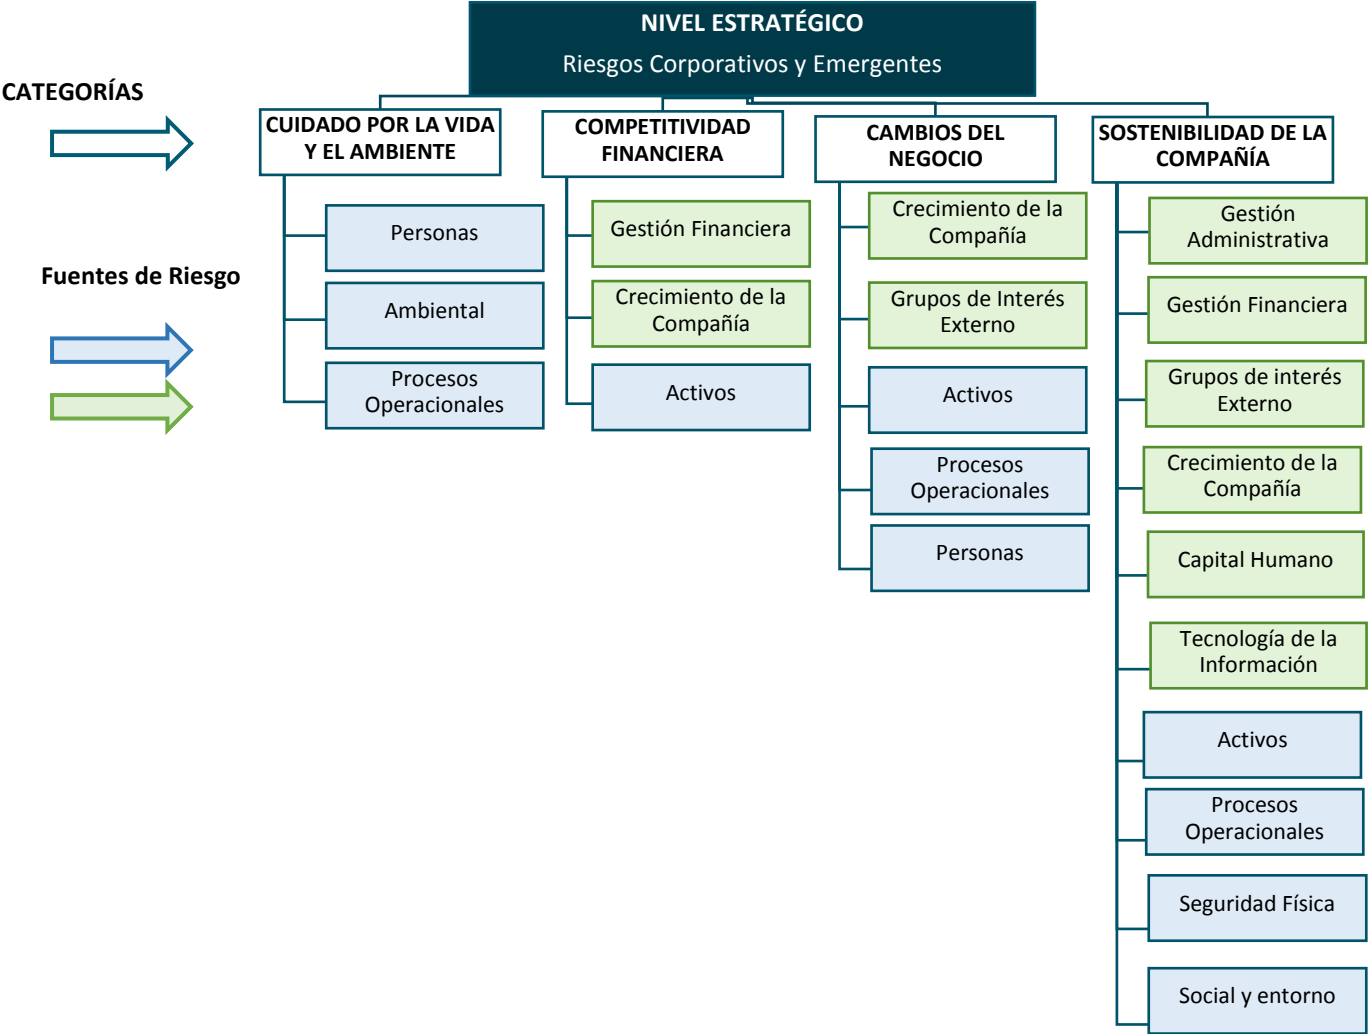 NIVEL ESTRATÉGICO
Riesgos Corporativos y Emergentes
CATEGORÍAS
CUIDADO POR LA VIDA
Y EL AMBIENTE
COMPETITIVIDAD
FINANCIERA
CAMBIOS DEL
NEGOCIO
SOSTENIBILIDAD DE LA
COMPAÑÍA
Fuentes de Riesgo
Personas
Ambiental
Procesos
Operacionales
Gestión Financiera
Crecimiento de la
Compañía
Activos
Crecimiento de la
Compañía
Grupos de Interés
Externo
Activos
Procesos
Operacionales
Personas
Gestión
Administrativa
Gestión Financiera
Grupos de interés
Externo
Crecimiento de la
Compañía
Capital Humano
Tecnología de la
Información
Activos
Procesos
Operacionales
Seguridad Física
Social y entorno